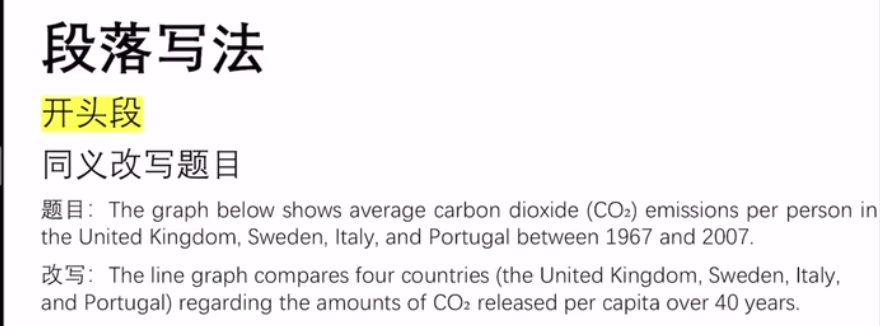 段落写法
开头段
同义改写题目
题目：The graph below shows average carbon dioxide (CO₂) emissions per person in
the United Kingdom, Sweden, Italy, and Portugal between 1967 and 2007.
改写：The line graph compares four countries (the United Kingdom, Sweden, Italy,
and Portugal) regarding the amounts of CO₂ released per capita over 40 years.